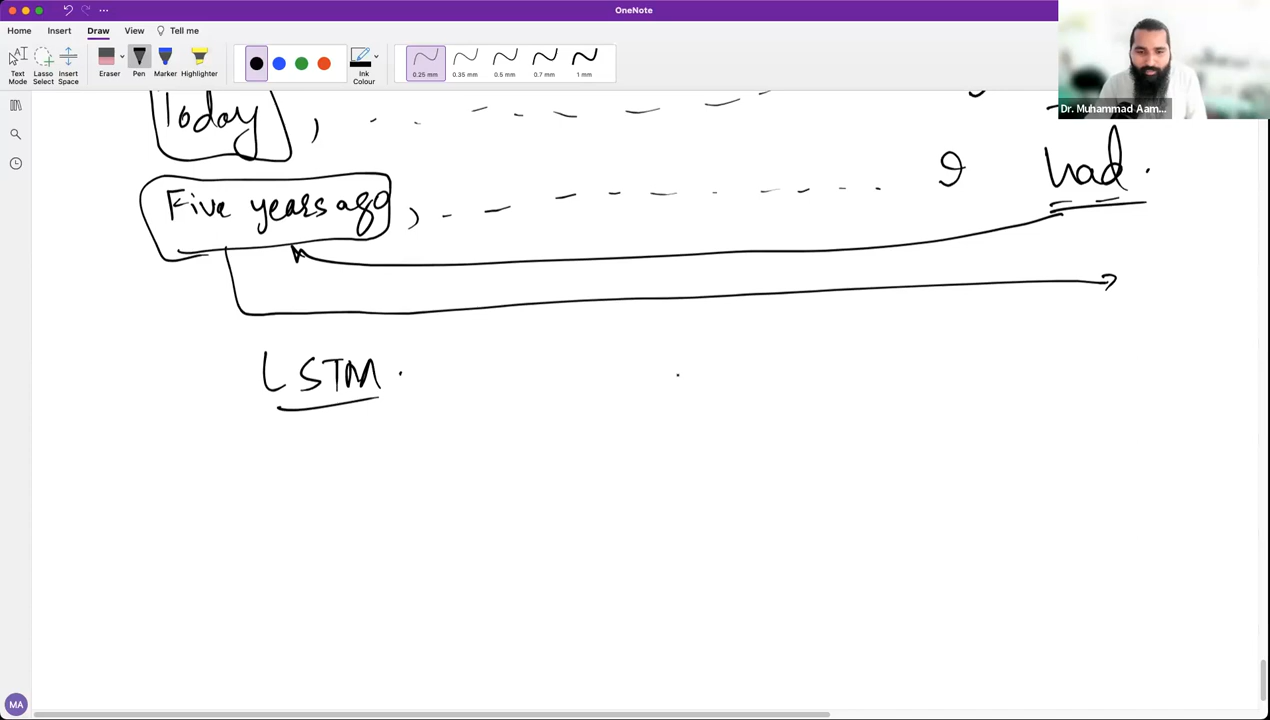 OneNote
Home Insert Draw View Tell me
Text Mode Lasso Select Insert Space Eraser Pen Marker Highlighter 0.25 mm 0.35 mm 0.5 mm 0.7 mm 1 mm Ink Colour
Dr. Muhammad Aam...
Today,
I had.
Five years ago,
LSTM.
MA